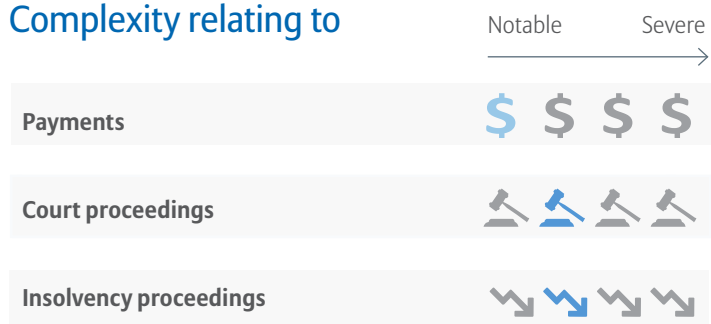 Complexity relating to
Notable Severe
Payments
$ $ $ $
Court proceedings
Insolvency proceedings